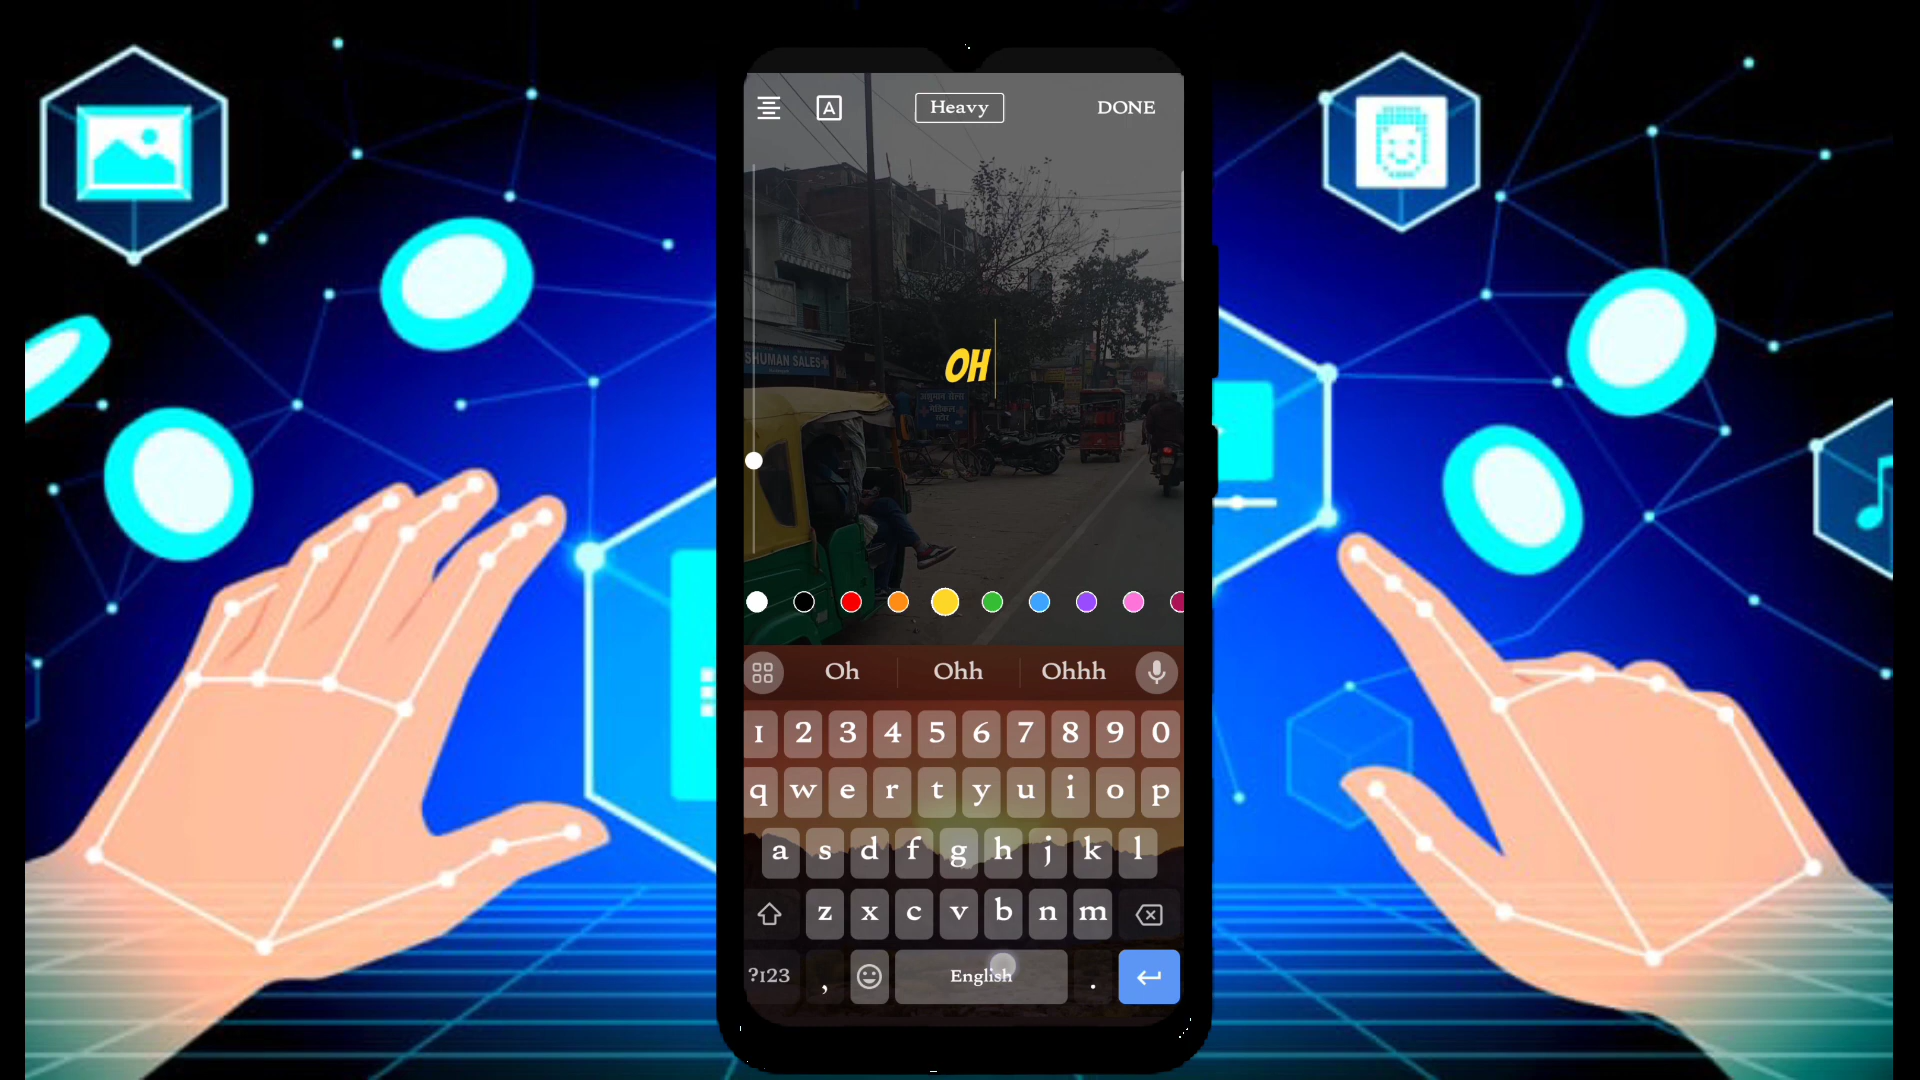 Heavy
DONE
SHUMAN SALES
OH
अंशुमान सेल्स
मेडिकल
स्टोर
Oh Ohh Ohhh
1 2 3 4 5 6 7 8 9 0
q w e r t y u i o p
a s d f g h j k l
z x c v b n m
?123 , English .